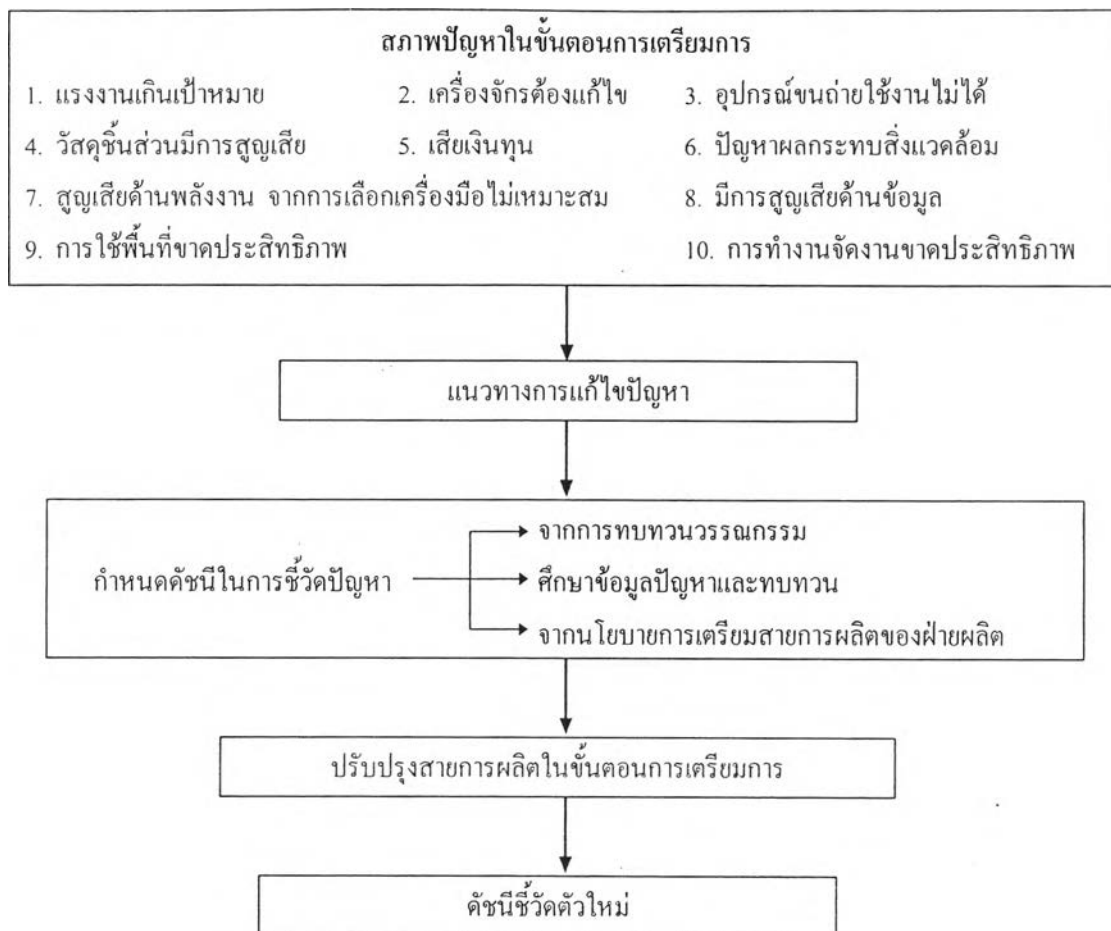 สภาพปัญหาในขั้นตอนการเตรียมการ
1. แรงงานเกินเป้าหมาย 2. เครื่องจักรต้องแก้ไข 3. อุปกรณ์ขนถ่ายใช้งานไม่ได้
4. วัสดุชิ้นส่วนมีการสูญเสีย 5. เสียเงินทุน 6. ปัญหาผลกระทบสิ่งแวดล้อม
7. สูญเสียด้านพลังงาน จากการเลือกเครื่องมือไม่เหมาะสม 8. มีการสูญเสียด้านข้อมูล
9. การใช้พื้นที่ขาดประสิทธิภาพ 10. การทำงานจัดงานขาดประสิทธิภาพ
แนวทางการแก้ไขปัญหา
จากการทบทวนวรรณกรรม
กำหนดดัชนีในการชี้วัดปัญหา ศึกษาข้อมูลปัญหาและทบทวน
จากนโยบายการเตรียมสายการผลิตของฝ่ายผลิต
ปรับปรุงสายการผลิตในขั้นตอนการเตรียมการ
ดัชนีชี้วัดตัวใหม่